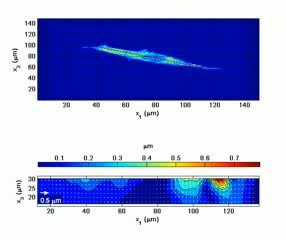 140
120
100
80
60
40
20
x₂ (µm)
20 40 60 80 100 120 140
x₁ (µm)
µm
0.1 0.2 0.3 0.4 0.5 0.6 0.7
30
20
10
0
x₃ (µm)
0.5 µm
20 40 60 80 100 120
x₁ (µm)